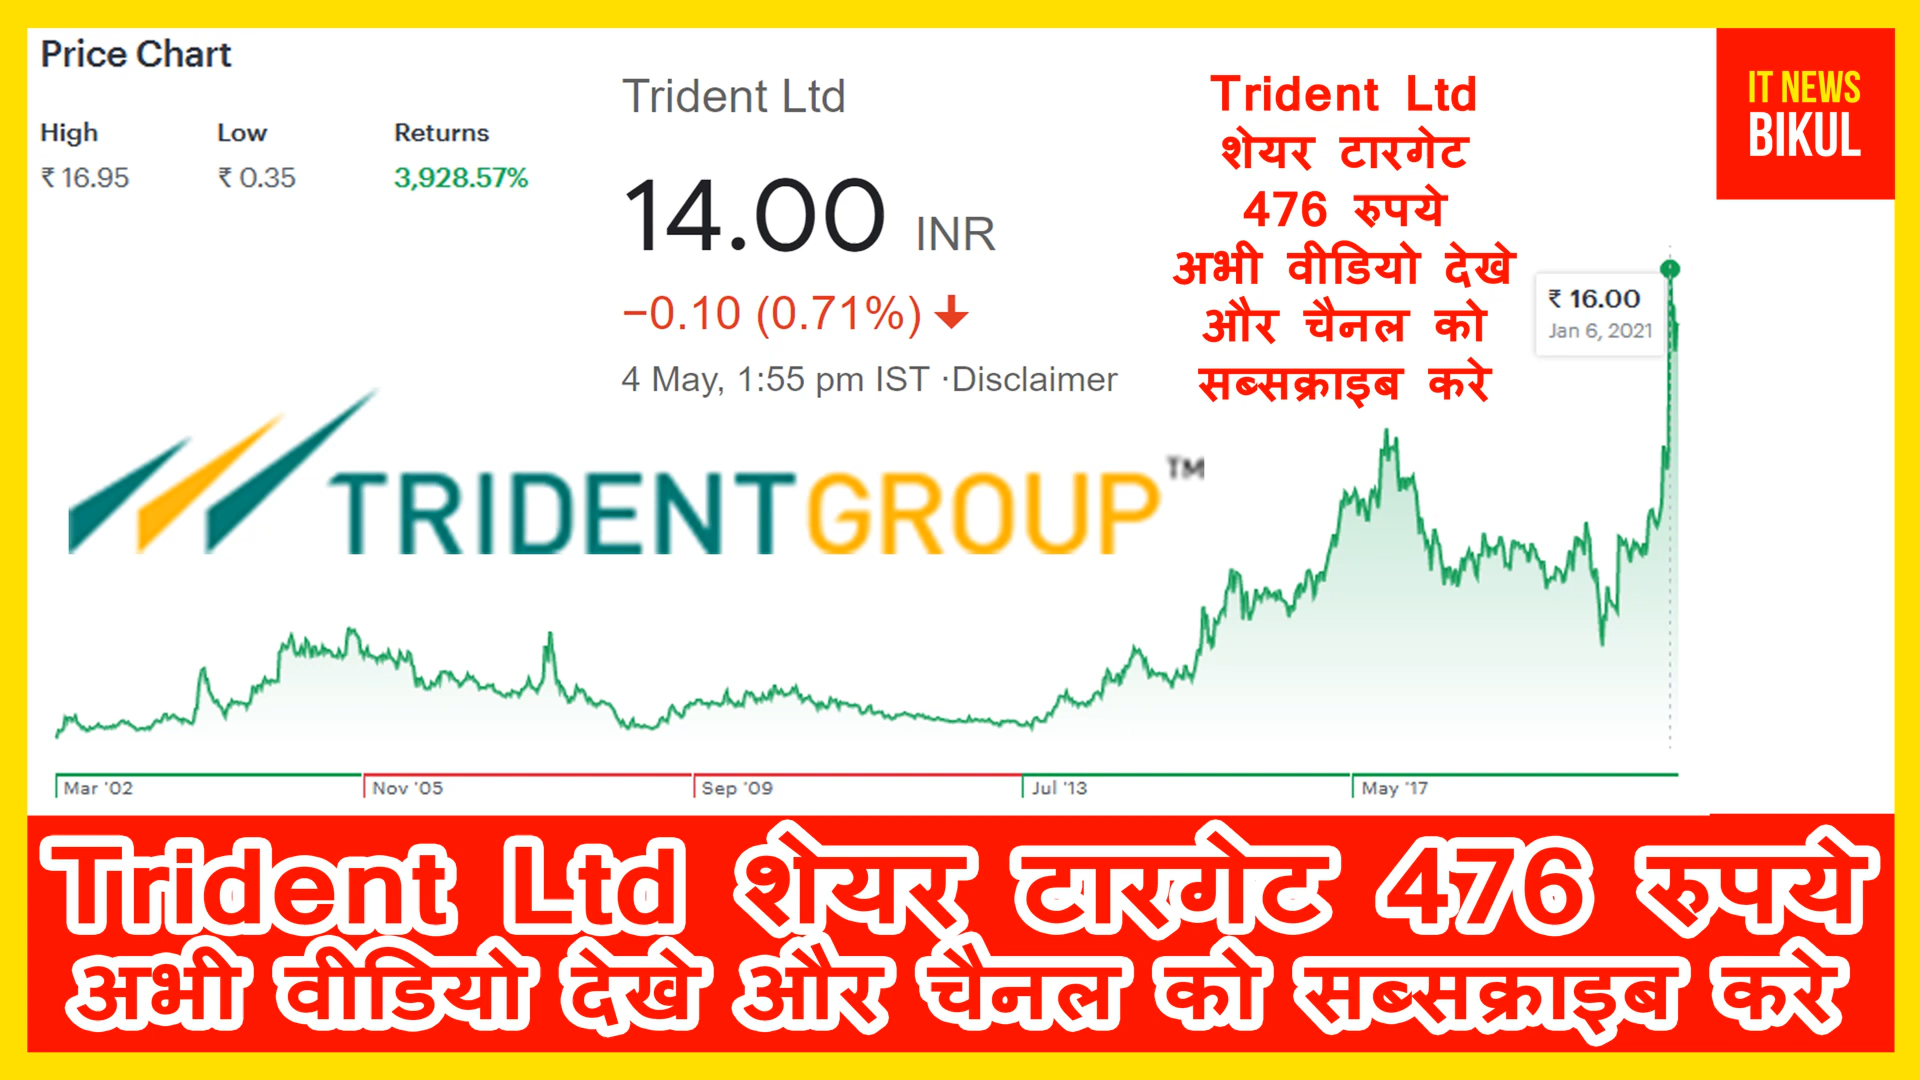 Price Chart
High Low Returns
₹ 16.95 ₹ 0.35 3,928.57%
Trident Ltd
14.00 INR
−0.10 (0.71%)
4 May, 1:55 pm IST ·Disclaimer
Trident Ltd
शेयर टारगेट
476 रुपये
अभी वीडियो देखे
और चैनल को
सब्सक्राइब करे
IT NEWS
BIKUL
₹ 16.00
Jan 6, 2021
TRIDENTGROUP™
Mar '02 Nov '05 Sep '09 Jul '13 May '17
Trident Ltd शेयर टारगेट 476 रुपये
अभी वीडियो देखे और चैनल को सब्सक्राइब करे